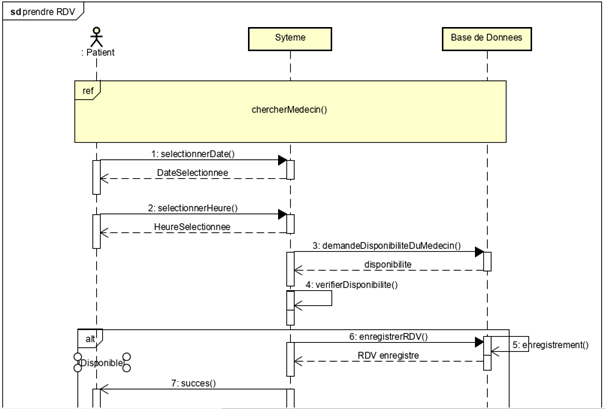 sd prendre RDV
: Patient
Syteme
Base de Donnees
ref
chercherMedecin()
1: selectionnerDate()
DateSelectionnee
2: selectionnerHeure()
HeureSelectionnee
3: demandeDisponibiliteDuMedecin()
disponibilite
4: verifierDisponibilite()
alt
6: enregistrerRDV()
5: enregistrement()
Disponible
RDV enregistre
7: succes()